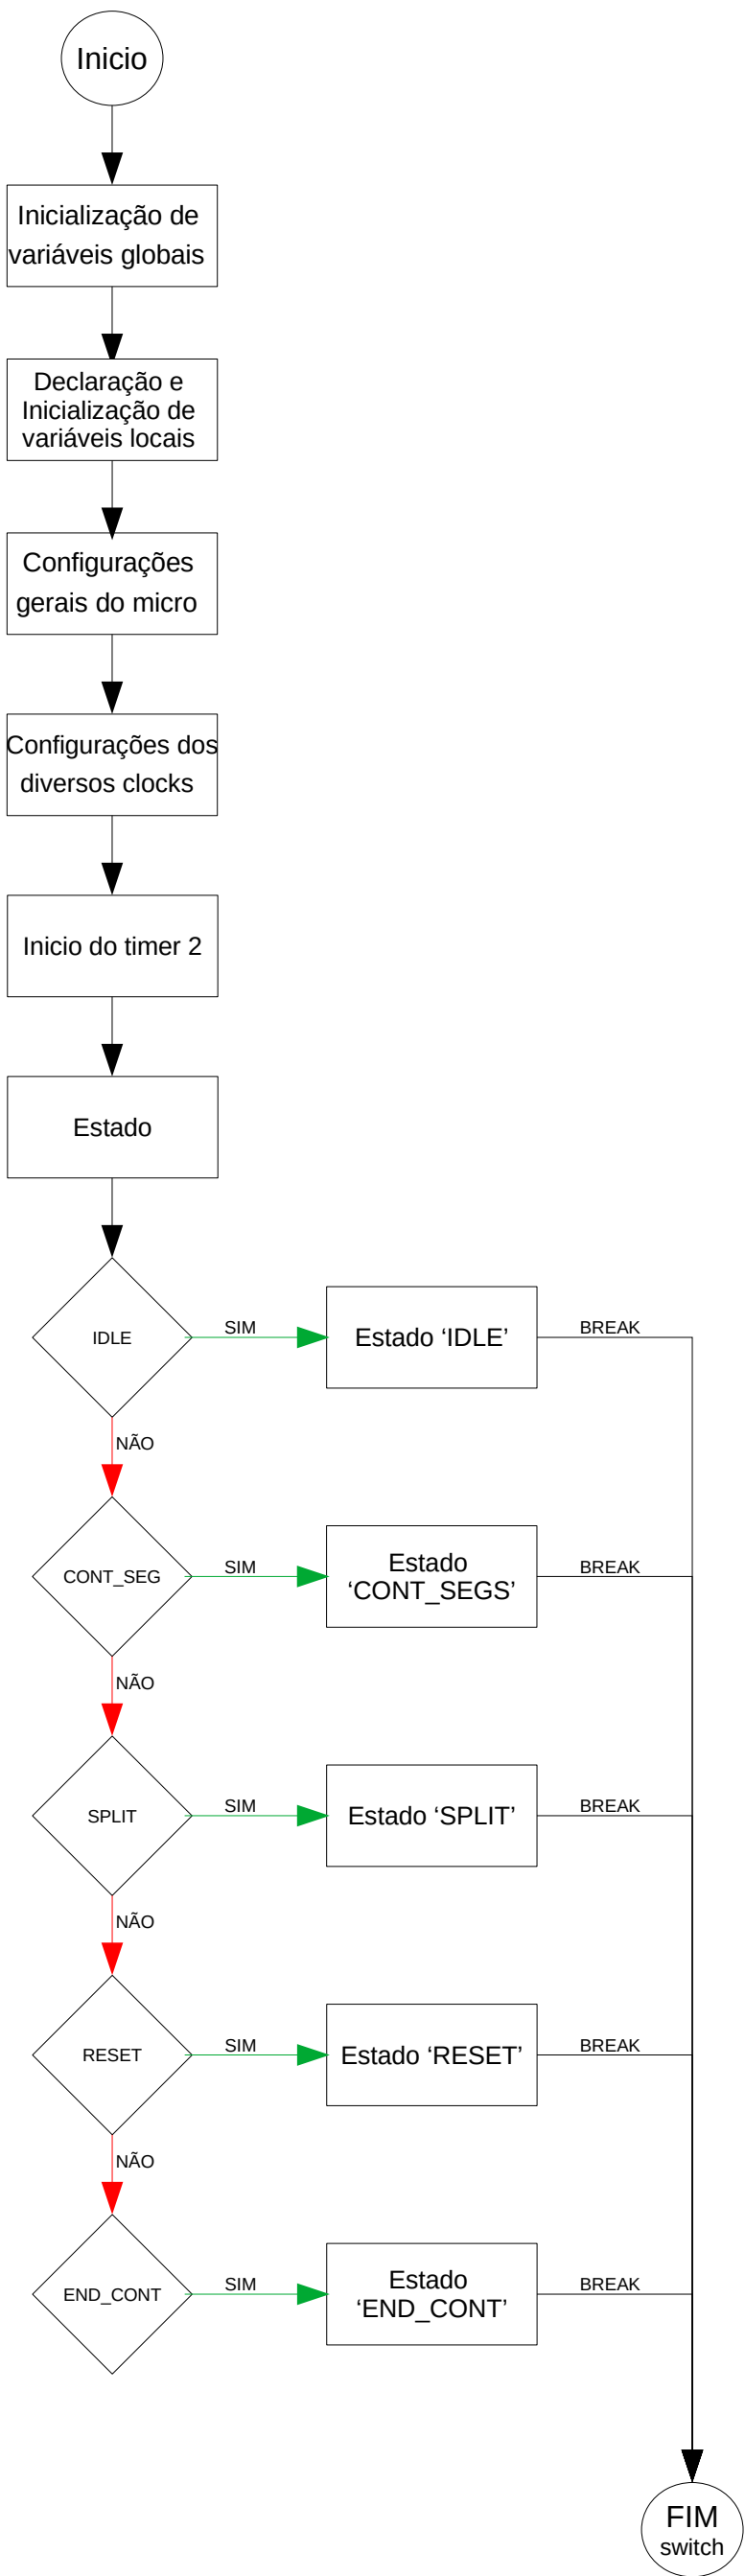 Inicio
Inicialização de
variáveis globais
Declaração e
Inicialização de
variáveis locais
Configurações
gerais do micro
Configurações dos
diversos clocks
Inicio do timer 2
Estado
IDLE
SIM
Estado ‘IDLE’
BREAK
NÃO
CONT_SEG
SIM
Estado
‘CONT_SEGS’
BREAK
NÃO
SPLIT
SIM
Estado ‘SPLIT’
BREAK
NÃO
RESET
SIM
Estado ‘RESET’
BREAK
NÃO
END_CONT
SIM
Estado
‘END_CONT’
BREAK
FIM
switch